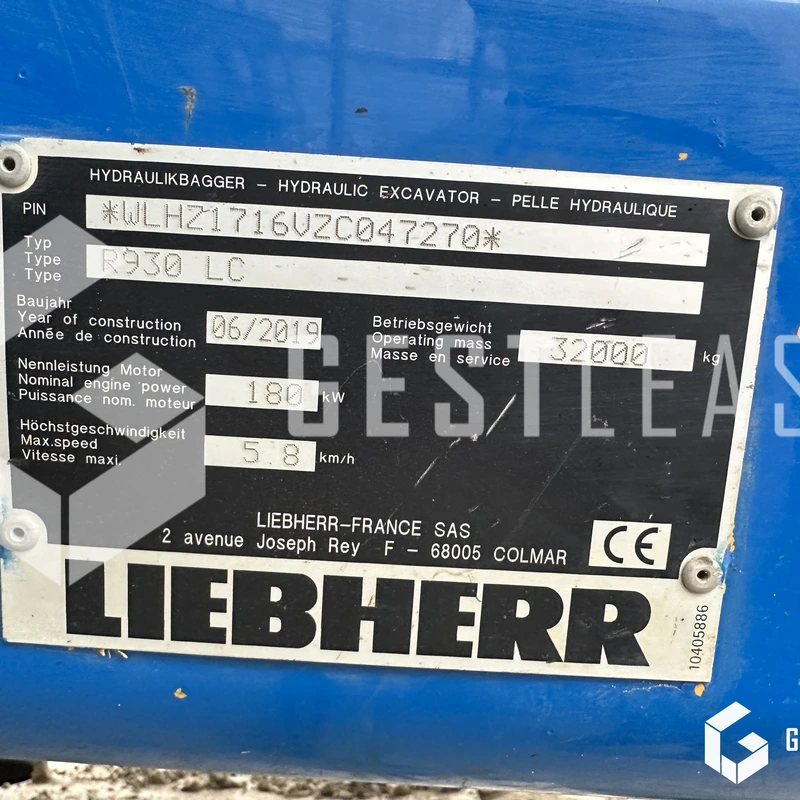 HYDRAULIKBAGGER - HYDRAULIC EXCAVATOR - PELLE HYDRAULIQUE
PIN *WLHZ1716VZC047270*
Typ
Type
Type
R930 LC
Baujahr
Year of construction
Année de construction
06/2019
Betriebsgewicht
Operating mass
Masse en service
32000 kg
Nennleistung Motor
Nominal engine power
Puissance nom. moteur
180 kW
Höchstgeschwindigkeit
Max.speed
Vitesse maxi.
5.8 km/h
GESTLEAS
LIEBHERR-FRANCE SAS
2 avenue Joseph Rey F - 68005 COLMAR
CE
LIEBHERR
10405886
G